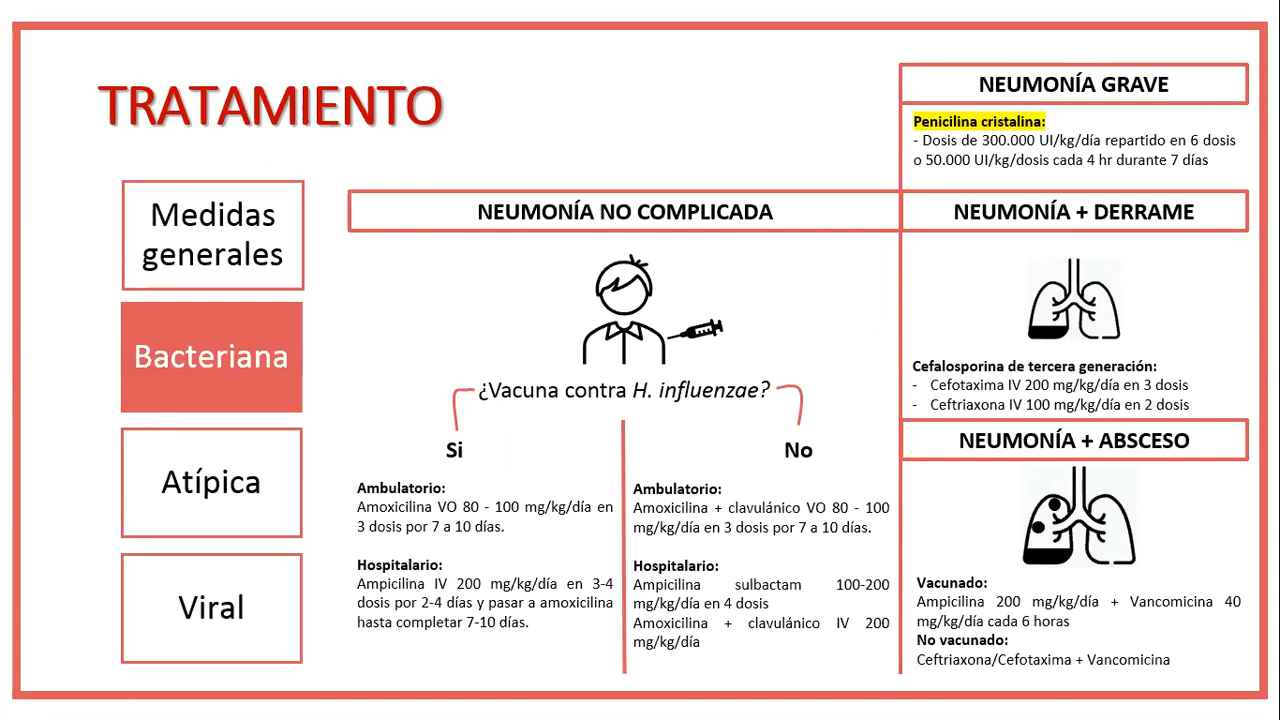 TRATAMIENTO
Medidas
generales
Bacteriana
Atípica
Viral
NEUMONÍA NO COMPLICADA
¿Vacuna contra H. influenzae?
Si
Ambulatorio:
Amoxicilina VO 80 - 100 mg/kg/día en
3 dosis por 7 a 10 días.
Hospitalario:
Ampicilina IV 200 mg/kg/día en 3-4
dosis por 2-4 días y pasar a amoxicilina
hasta completar 7-10 días.
No
Ambulatorio:
Amoxicilina + clavulánico VO 80 - 100
mg/kg/día en 3 dosis por 7 a 10 días.
Hospitalario:
Ampicilina sulbactam 100-200
mg/kg/día en 4 dosis
Amoxicilina + clavulánico IV 200
mg/kg/día
NEUMONÍA GRAVE
Penicilina cristalina:
- Dosis de 300.000 UI/kg/día repartido en 6 dosis
o 50.000 UI/kg/dosis cada 4 hr durante 7 días
NEUMONÍA + DERRAME
Cefalosporina de tercera generación:
- Cefotaxima IV 200 mg/kg/día en 3 dosis
- Ceftriaxona IV 100 mg/kg/día en 2 dosis
NEUMONÍA + ABSCESO
Vacunado:
Ampicilina 200 mg/kg/día + Vancomicina 40
mg/kg/día cada 6 horas
No vacunado:
Ceftriaxona/Cefotaxima + Vancomicina